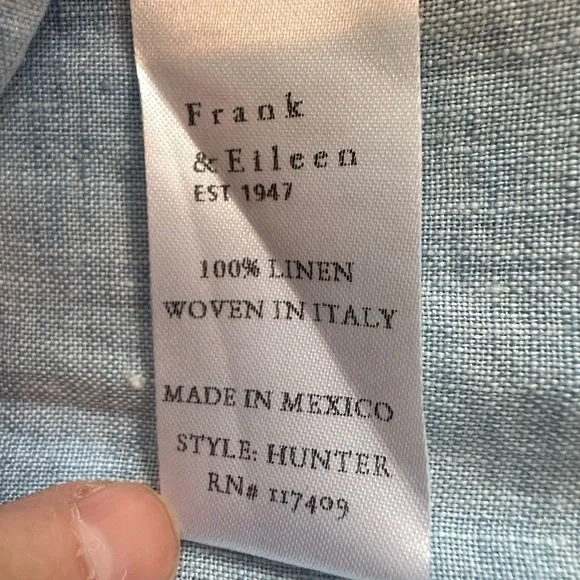 Frank
& Eileen
EST 1947
100% LINEN
WOVEN IN ITALY
MADE IN MEXICO
STYLE: HUNTER
RN# 117409